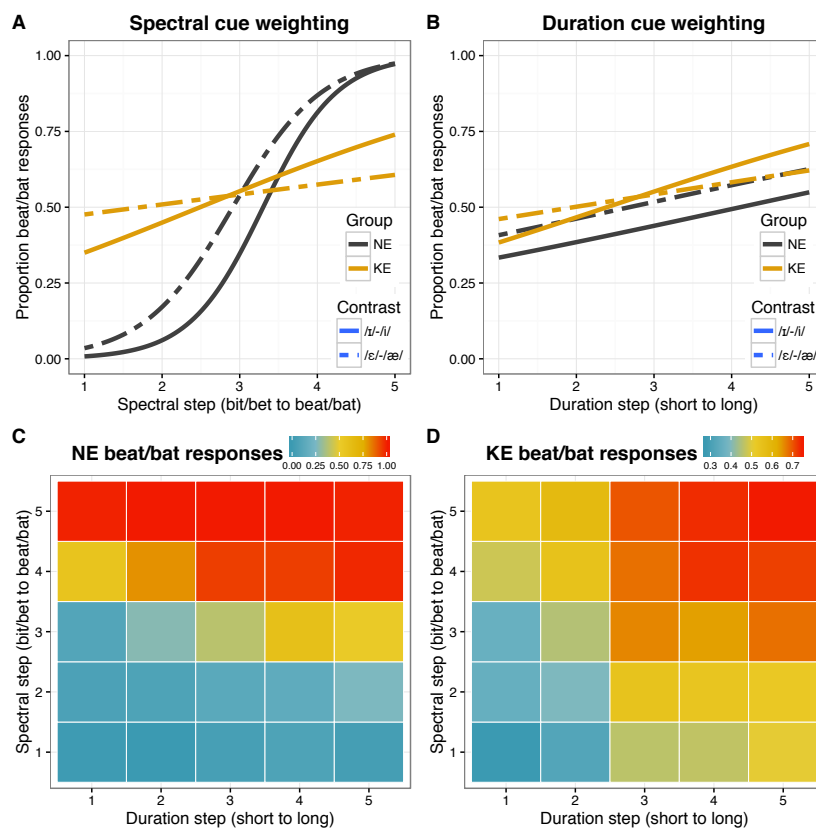 A
Spectral cue weighting
Proportion beat/bat responses
1.00
0.75
0.50
0.25
0.00
Group
NE
KE
Contrast
/ɪ/-/i/
/ɛ/-/æ/
1 2 3 4 5
Spectral step (bit/bet to beat/bat)
B
Duration cue weighting
Proportion beat/bat responses
1.00
0.75
0.50
0.25
0.00
Group
NE
KE
Contrast
/ɪ/-/i/
/ɛ/-/æ/
1 2 3 4 5
Duration step (short to long)
C
NE beat/bat responses
0.00 0.25 0.50 0.75 1.00
Spectral step (bit/bet to beat/bat)
5
4
3
2
1
1 2 3 4 5
Duration step (short to long)
D
KE beat/bat responses
0.3 0.4 0.5 0.6 0.7
Spectral step (bit/bet to beat/bat)
5
4
3
2
1
1 2 3 4 5
Duration step (short to long)